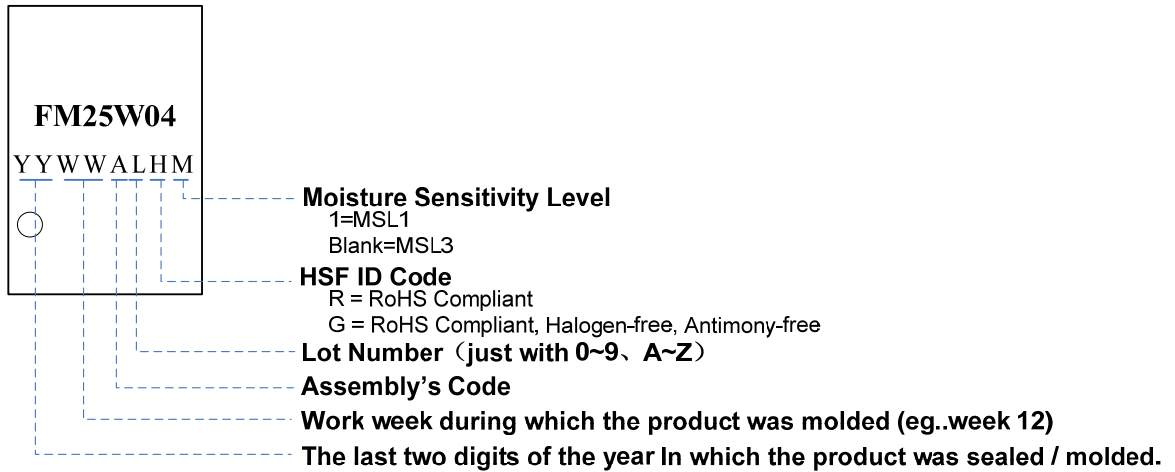 FM25W04
YYWWALHM
Moisture Sensitivity Level
1=MSL1
Blank=MSL3
HSF ID Code
R = RoHS Compliant
G = RoHS Compliant, Halogen-free, Antimony-free
Lot Number（just with 0~9、A~Z）
Assembly's Code
Work week during which the product was molded (eg..week 12)
The last two digits of the year In which the product was sealed / molded.